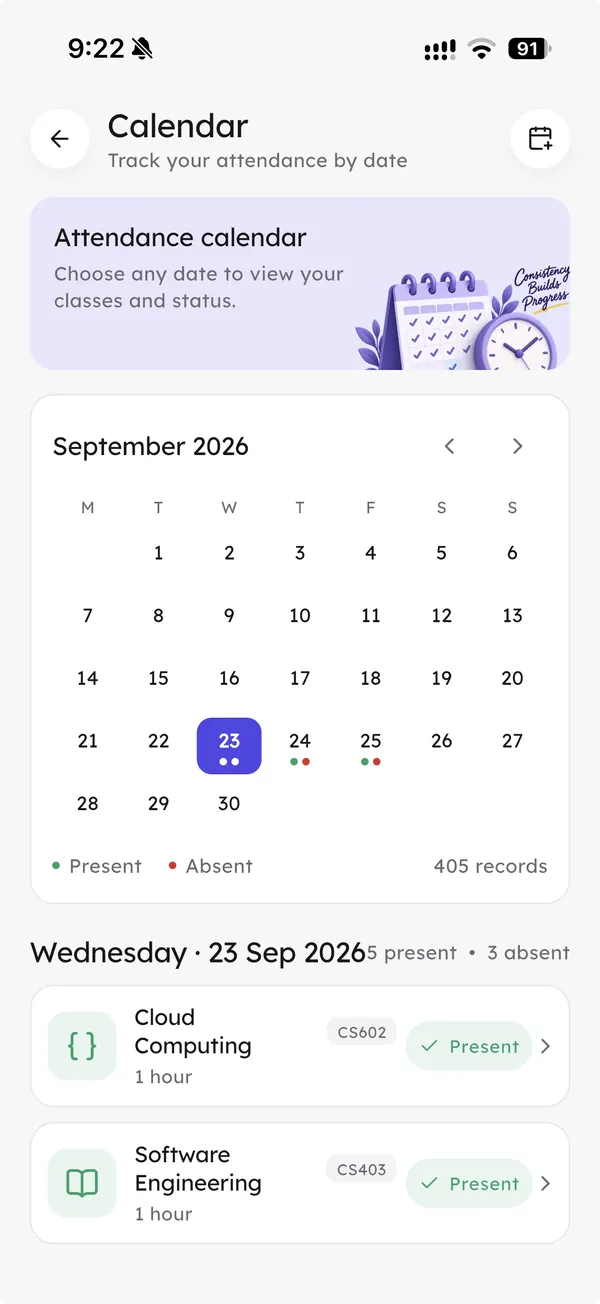 9:22
91
Calendar
Track your attendance by date
Attendance calendar
Choose any date to view your
classes and status.
Consistency
Builds
Progress
September 2026
M T W T F S S
1 2 3 4 5 6
7 8 9 10 11 12 13
14 15 16 17 18 19 20
21 22 23 24 25 26 27
28 29 30
Present Absent 405 records
Wednesday · 23 Sep 2026 5 present • 3 absent
Cloud
Computing
1 hour
CS602
Present
Software
Engineering
1 hour
CS403
Present